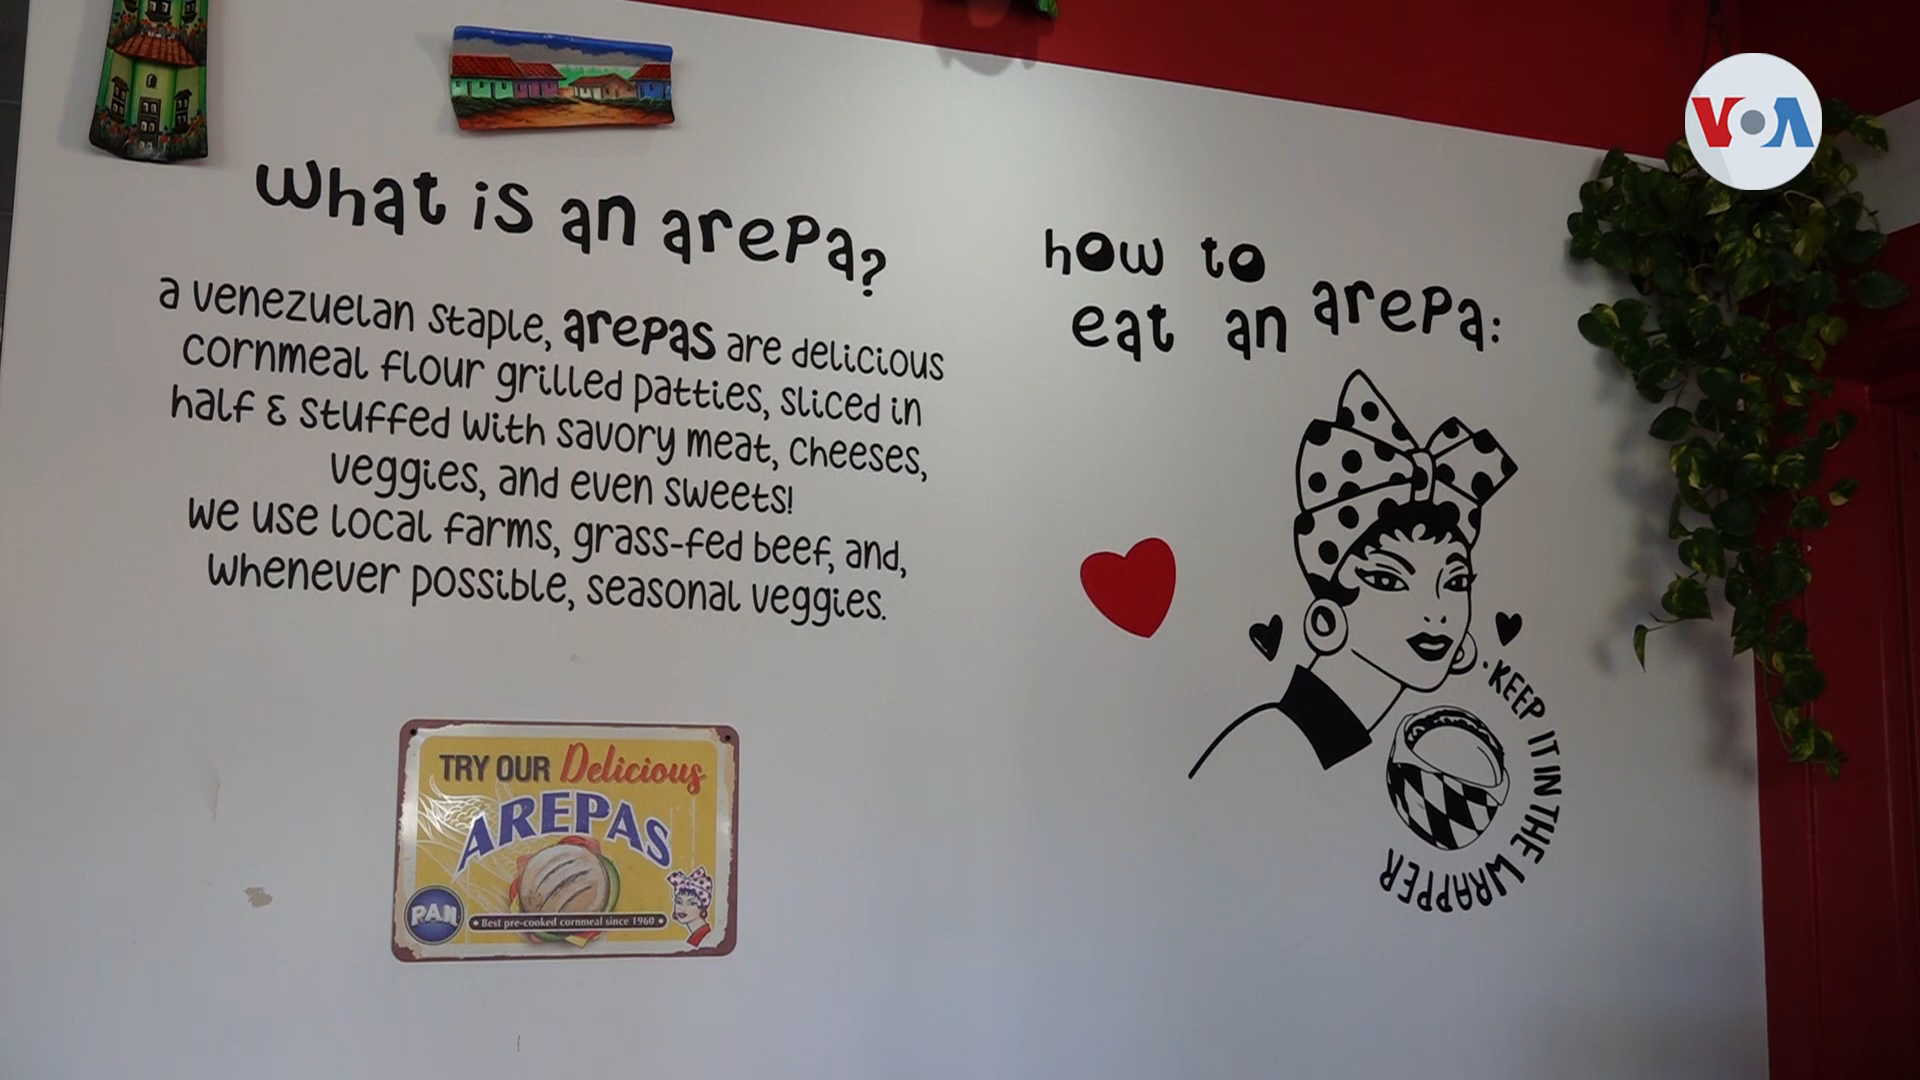 VOA
what is an arepa?
a venezuelan staple, arepas are delicious
cornmeal flour grilled patties, sliced in
half & stuffed with savory meat, cheeses,
veggies, and even sweets!
we use local farms, grass-fed beef, and,
whenever possible, seasonal veggies.
how to
eat an arepa:
·KEEP IT IN THE WRAPPER
TRY OUR Delicious
AREPAS
PAN
• Best pre-cooked cornmeal since 1960 •